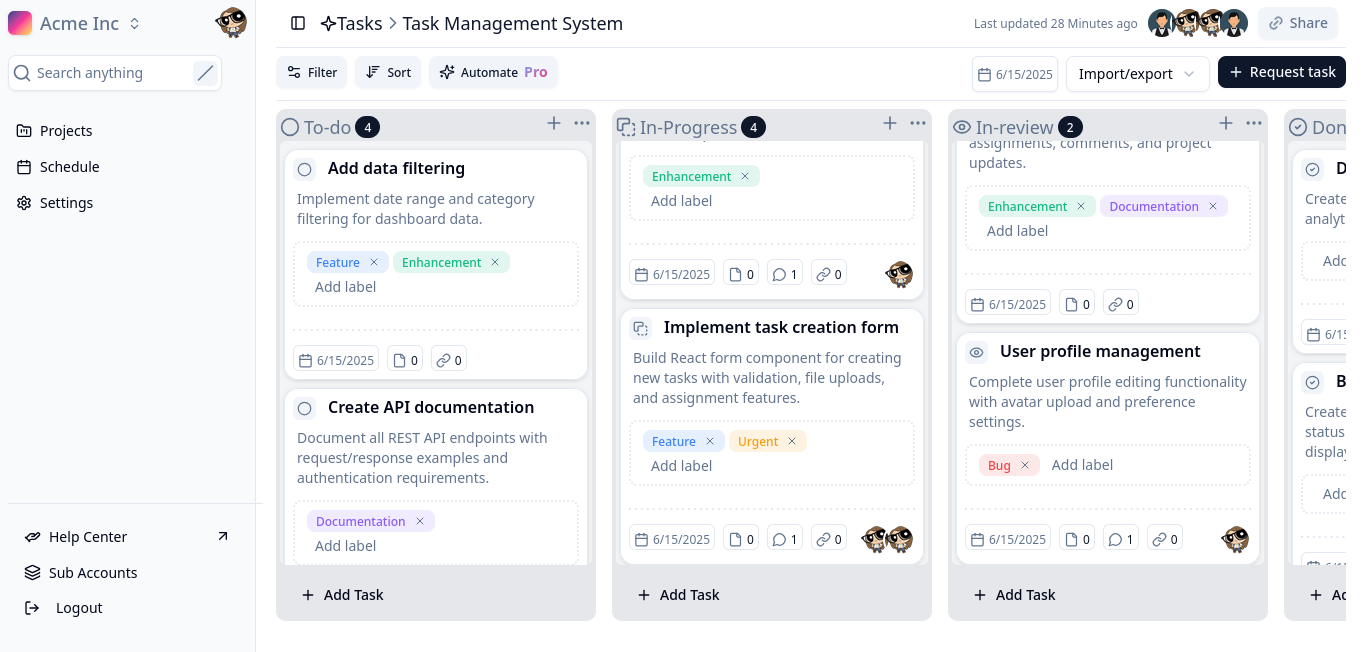 Acme Inc
Search anything
Projects
Schedule
Settings
Help Center
Sub Accounts
Logout
Tasks
Task Management System
Last updated 28 Minutes ago
Share
Filter
Sort
Automate Pro
6/15/2025
Import/export
Request task
To-do 4
Add data filtering
Implement date range and category
filtering for dashboard data.
Feature
Enhancement
Add label
6/15/2025
0
0
Create API documentation
Document all REST API endpoints with
request/response examples and
authentication requirements.
Documentation
Add label
Add Task
In-Progress 4
Enhancement
Add label
6/15/2025
0
1
0
Implement task creation form
Build React form component for creating
new tasks with validation, file uploads,
and assignment features.
Feature
Urgent
Add label
6/15/2025
0
1
0
Add Task
In-review 2
assignments, comments, and project
updates.
Enhancement
Documentation
Add label
6/15/2025
0
0
User profile management
Complete user profile editing functionality
with avatar upload and preference
settings.
Bug
Add label
6/15/2025
0
1
0
Add Task
Don
D
Create
analyt
Add
6/15
B
Create
status
display
Add